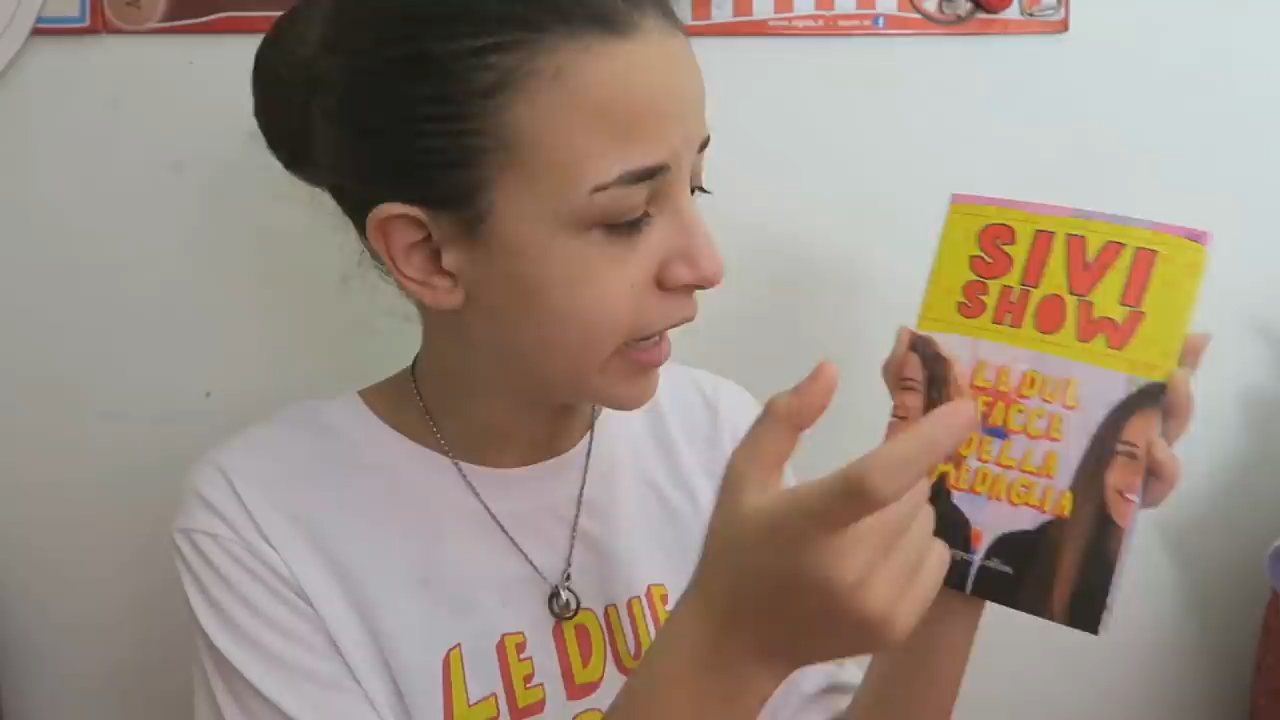 SIVI
SHOW
LE DUE
FACCE
DELLA
MEDAGLIA
LE DUE